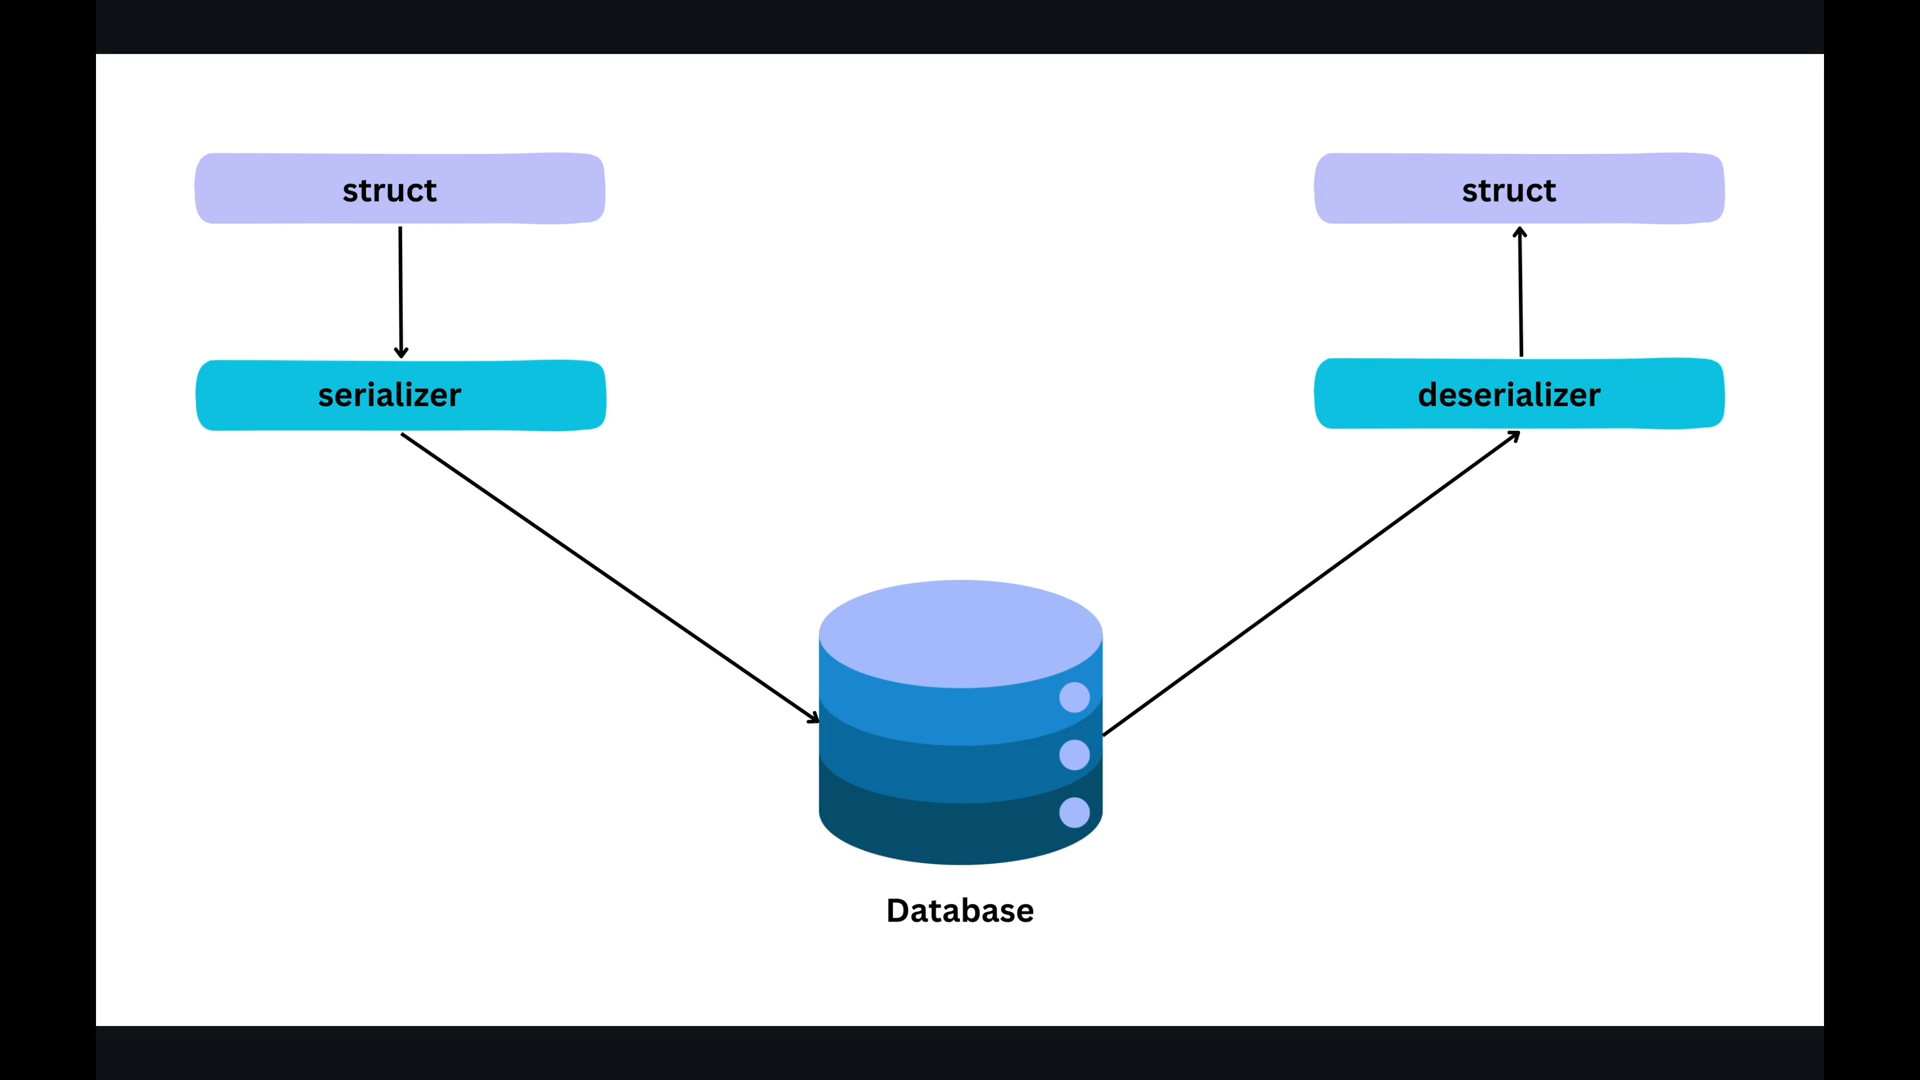 struct
struct
serializer
deserializer
Database